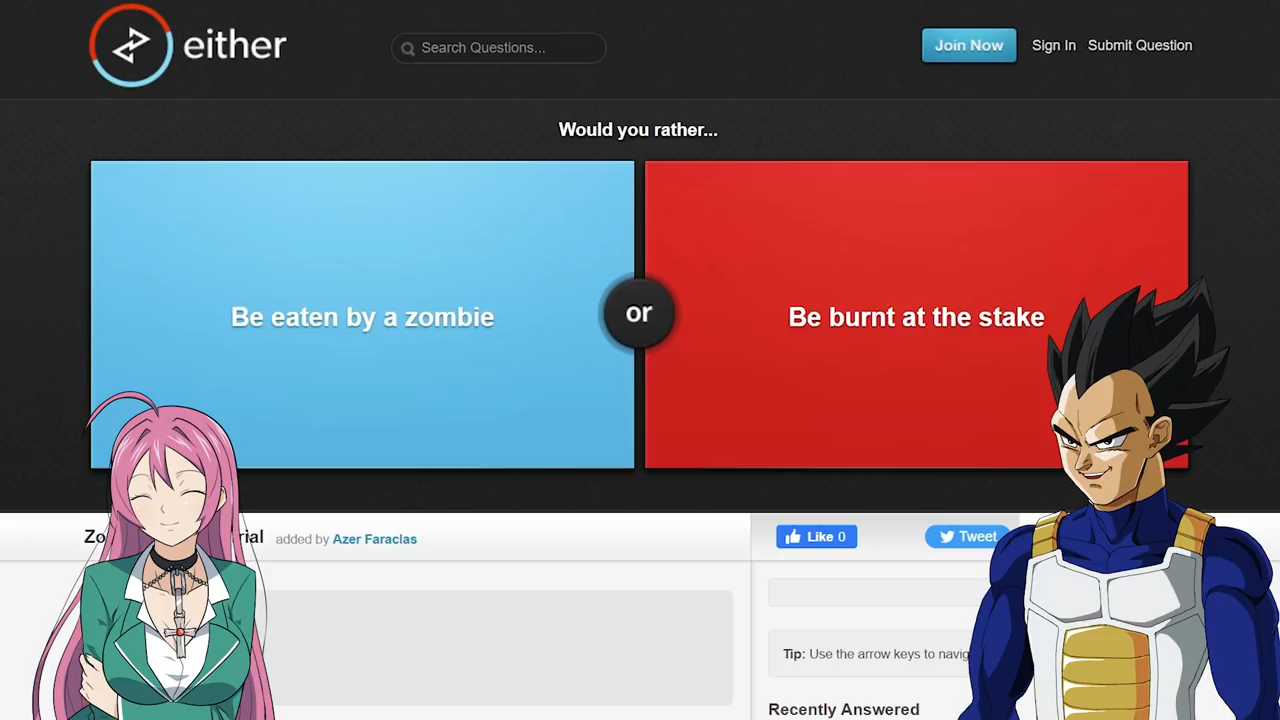 either
Search Questions...
Join Now
Sign In
Submit Question
Would you rather...
Be eaten by a zombie
or
Be burnt at the stake
added by Azer Faraclas
Like 0
Tweet
Tip: Use the arrow keys to
Recently Answered